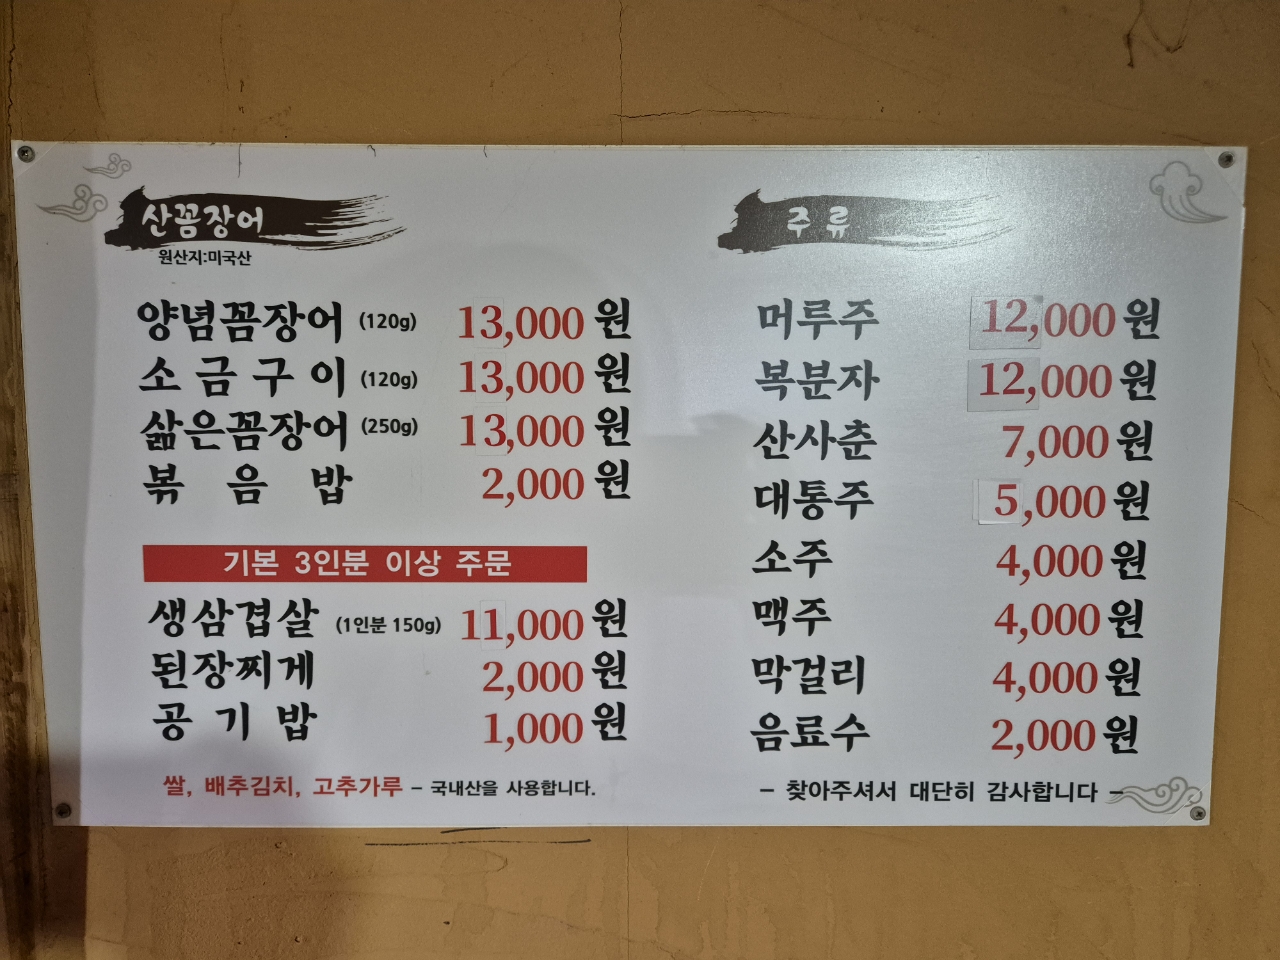 산꼼장어
원산지:미국산
양념꼼장어 (120g) 13,000 원
소 금 구 이 (120g) 13,000 원
삶은꼼장어 (250g) 13,000 원
볶 음 밥 2,000 원
기본 3인분 이상 주문
생삼겹살 (1인분 150g) 11,000 원
된장찌게 2,000 원
공 기 밥 1,000 원
쌀, 배추김치, 고추가루 – 국내산을 사용합니다.
주 류
머루주 12,000 원
복분자 12,000 원
산사춘 7,000 원
대통주 5,000 원
소주 4,000 원
맥주 4,000 원
막걸리 4,000 원
음료수 2,000 원
– 찾아주셔서 대단히 감사합니다 –